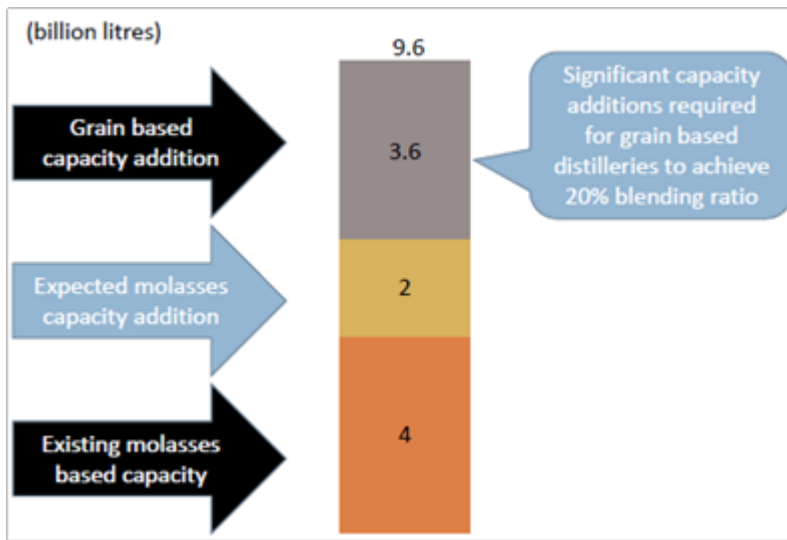 (billion litres)
9.6
Grain based
capacity addition
3.6
Significant capacity
additions required
for grain based
distilleries to achieve
20% blending ratio
Expected molasses
capacity addition
2
Existing molasses
based capacity
4